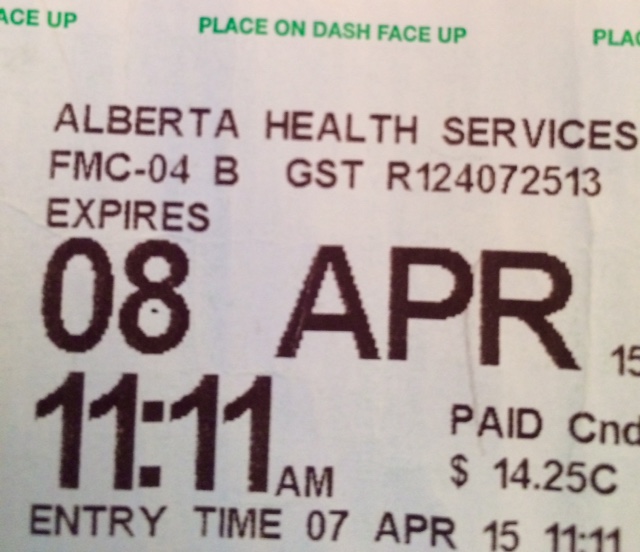 ACE UP PLACE ON DASH FACE UP PLAC
ALBERTA HEALTH SERVICES
FMC-04 B GST R124072513
EXPIRES
08 APR 15
11:11 AM
PAID Cnd
$ 14.25C
ENTRY TIME 07 APR 15 11:11